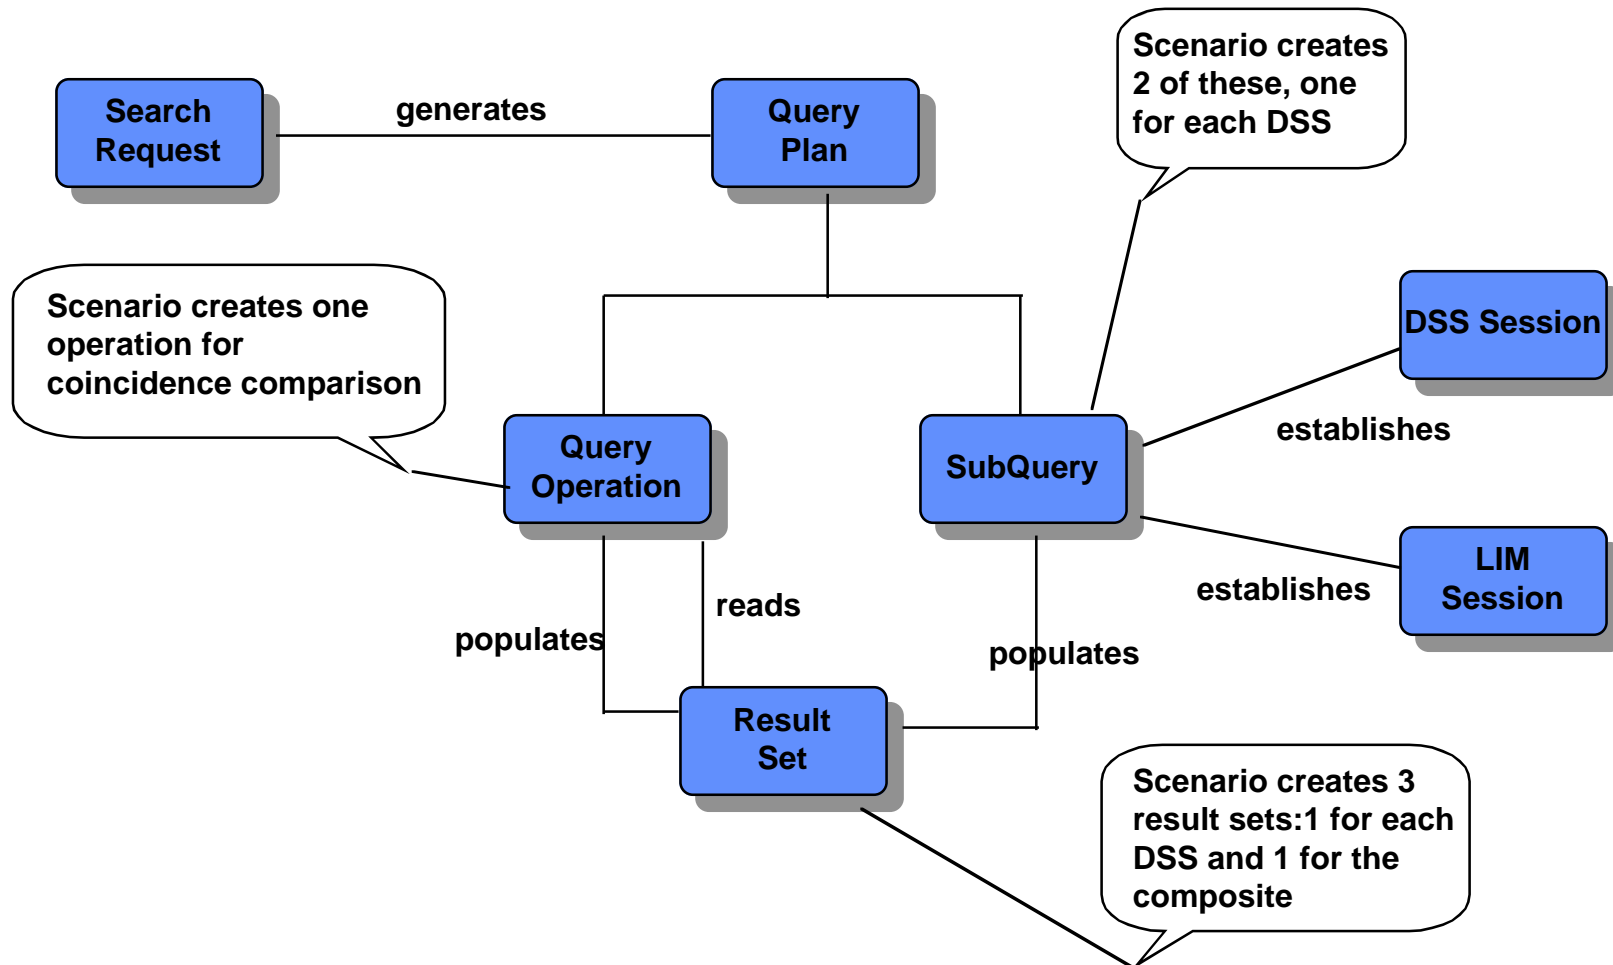 Scenario creates
2 of these, one
for each DSS
Search
Request
generates
Query
Plan
Scenario creates one
operation for
coincidence comparison
DSS Session
establishes
Query
Operation
SubQuery
LIM
Session
establishes
reads
populates
populates
Result
Set
Scenario creates 3
result sets:1 for each
DSS and 1 for the
composite